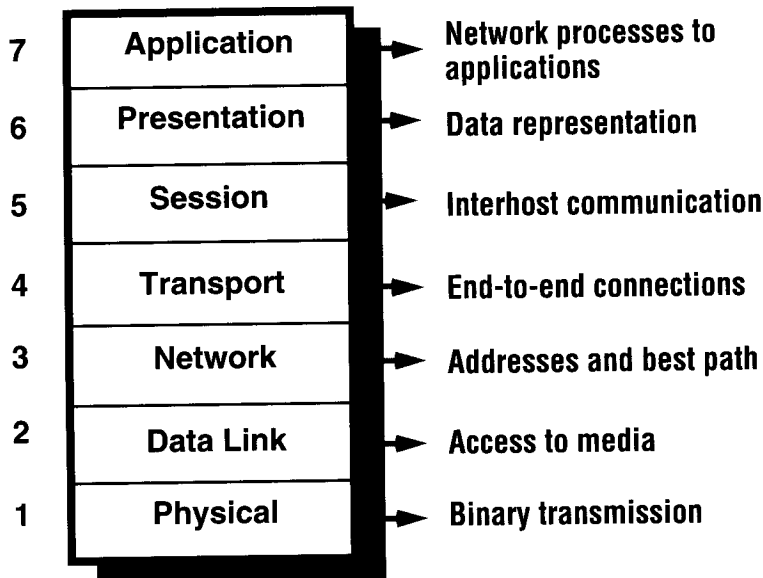 7 Application Network processes to
applications
6 Presentation Data representation
5 Session Interhost communication
4 Transport End-to-end connections
3 Network Addresses and best path
2 Data Link Access to media
1 Physical Binary transmission